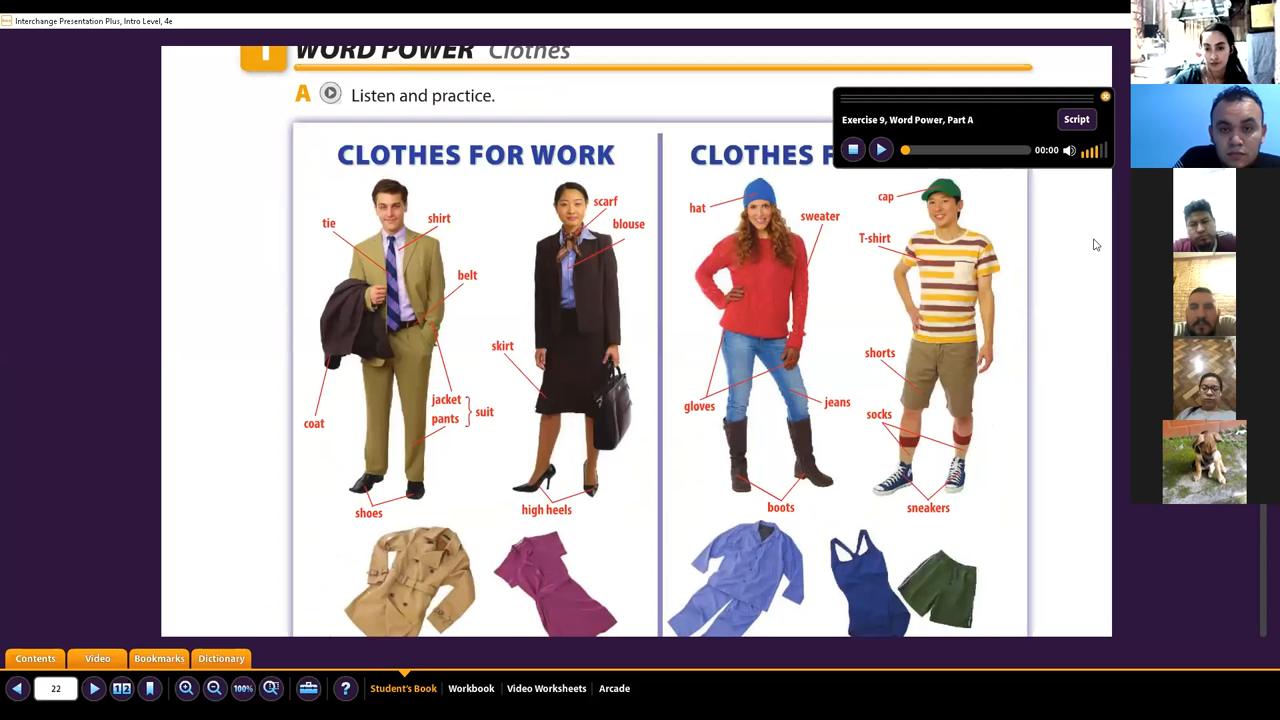 Interchange Presentation Plus, Intro Level, 4e
WORD POWER Clothes
A Listen and practice.
Exercise 9, Word Power, Part A
Script
00:00
CLOTHES FOR WORK
tie
shirt
belt
coat
jacket
pants
suit
shoes
scarf
blouse
skirt
high heels
CLOTHES F
hat
sweater
gloves
jeans
boots
cap
T-shirt
shorts
socks
sneakers
Contents Video Bookmarks Dictionary
22 1 2 100% ? Student's Book Workbook Video Worksheets Arcade